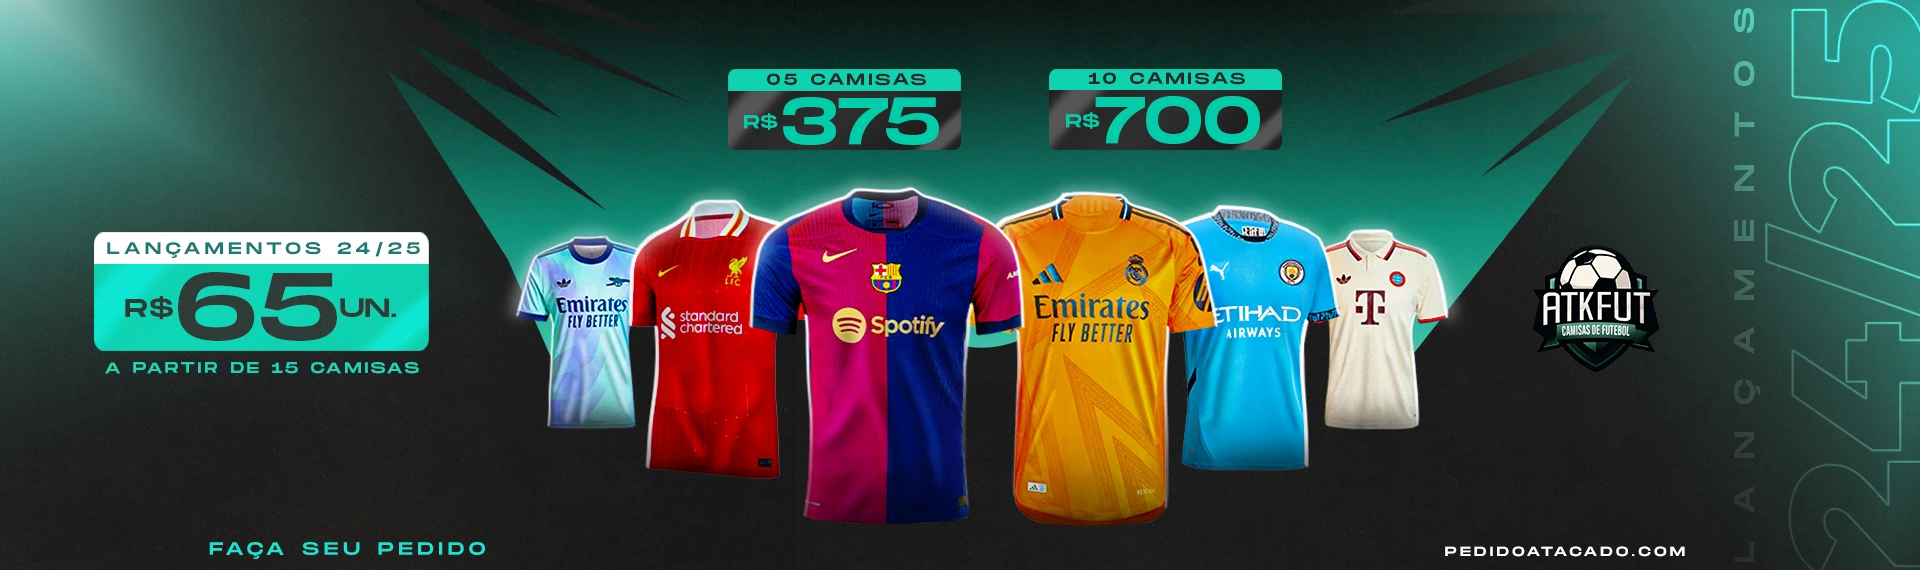 05 CAMISAS
R$375
10 CAMISAS
R$700
LANÇAMENTOS 24/25
R$65UN.
A PARTIR DE 15 CAMISAS
Emirates
FLY BETTER
standard
chartered
Spotify
Emirates
FLY BETTER
ETIHAD
AIRWAYS
T
ATKFUT
CAMISAS DE FUTEBOL
FAÇA SEU PEDIDO
PEDIDOATACADO.COM
LANÇAMENTOS
24/25